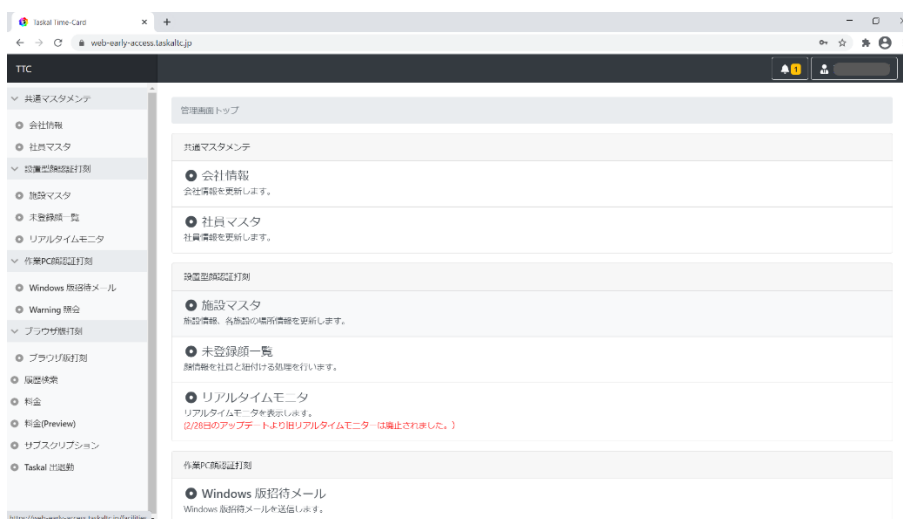 Taskal Time-Card
web-early-access.taskaltc.jp
TTC
1
共通マスタメンテ
会社情報
社員マスタ
設置型顔認証打刻
施設マスタ
未登録顔一覧
リアルタイムモニタ
作業PC顔認証打刻
Windows 版招待メール
Warning 照会
ブラウザ版打刻
ブラウザ版打刻
履歴検索
料金
料金(Preview)
サブスクリプション
Taskal 出退勤
https://web-early-access.taskaltc.jp/facilities
管理画面トップ
共通マスタメンテ
会社情報
会社情報を更新します。
社員マスタ
社員情報を更新します。
設置型顔認証打刻
施設マスタ
施設情報、各施設の場所情報を更新します。
未登録顔一覧
顔情報を社員と紐付ける処理を行います。
リアルタイムモニタ
リアルタイムモニタを表示します。
(2/28日のアップデートより旧リアルタイムモニターは廃止されました。)
作業PC顔認証打刻
Windows 版招待メール
Windows 版招待メールを送信します。